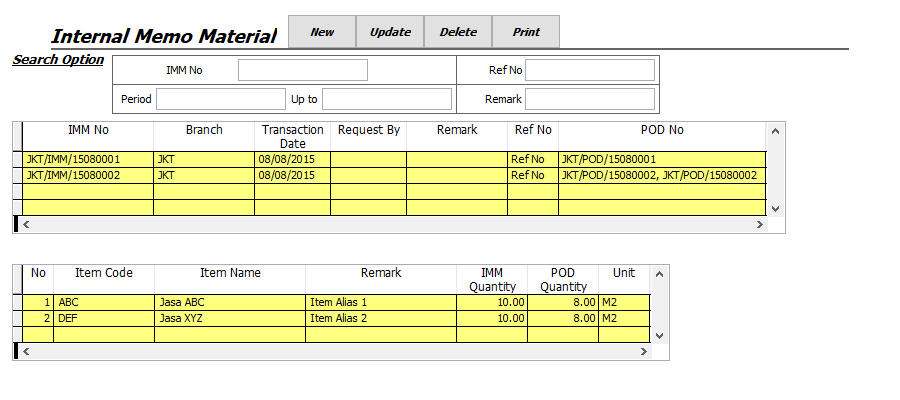 Internal Memo Material New Update Delete Print
Search Option
IMM No Ref No
Period Up to Remark
IMM No Branch Transaction Date Request By Remark Ref No POD No
JKT/IMM/15080001 JKT 08/08/2015 Ref No JKT/POD/15080001
JKT/IMM/15080002 JKT 08/08/2015 Ref No JKT/POD/15080002, JKT/POD/15080002
No Item Code Item Name Remark IMM Quantity POD Quantity Unit
1 ABC Jasa ABC Item Alias 1 10.00 8.00 M2
2 DEF Jasa XYZ Item Alias 2 10.00 8.00 M2